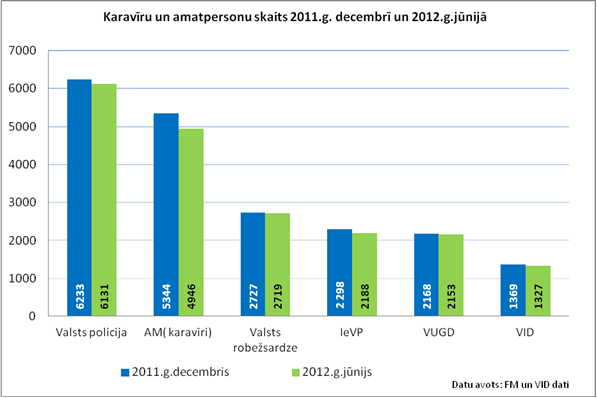 Karavīru un amatpersonu skaits 2011.g. decembrī un 2012.g.jūnijā
7000
6000
5000
4000
3000
2000
1000
0
6233
6131
5344
4946
2727
2719
2298
2188
2168
2153
1369
1327
Valsts policija
AM( karavīri)
Valsts
robežsardze
IeVP
VUGD
VID
2011.g.decembris
2012.g.jūnijs
Datu avots: FM un VID dati